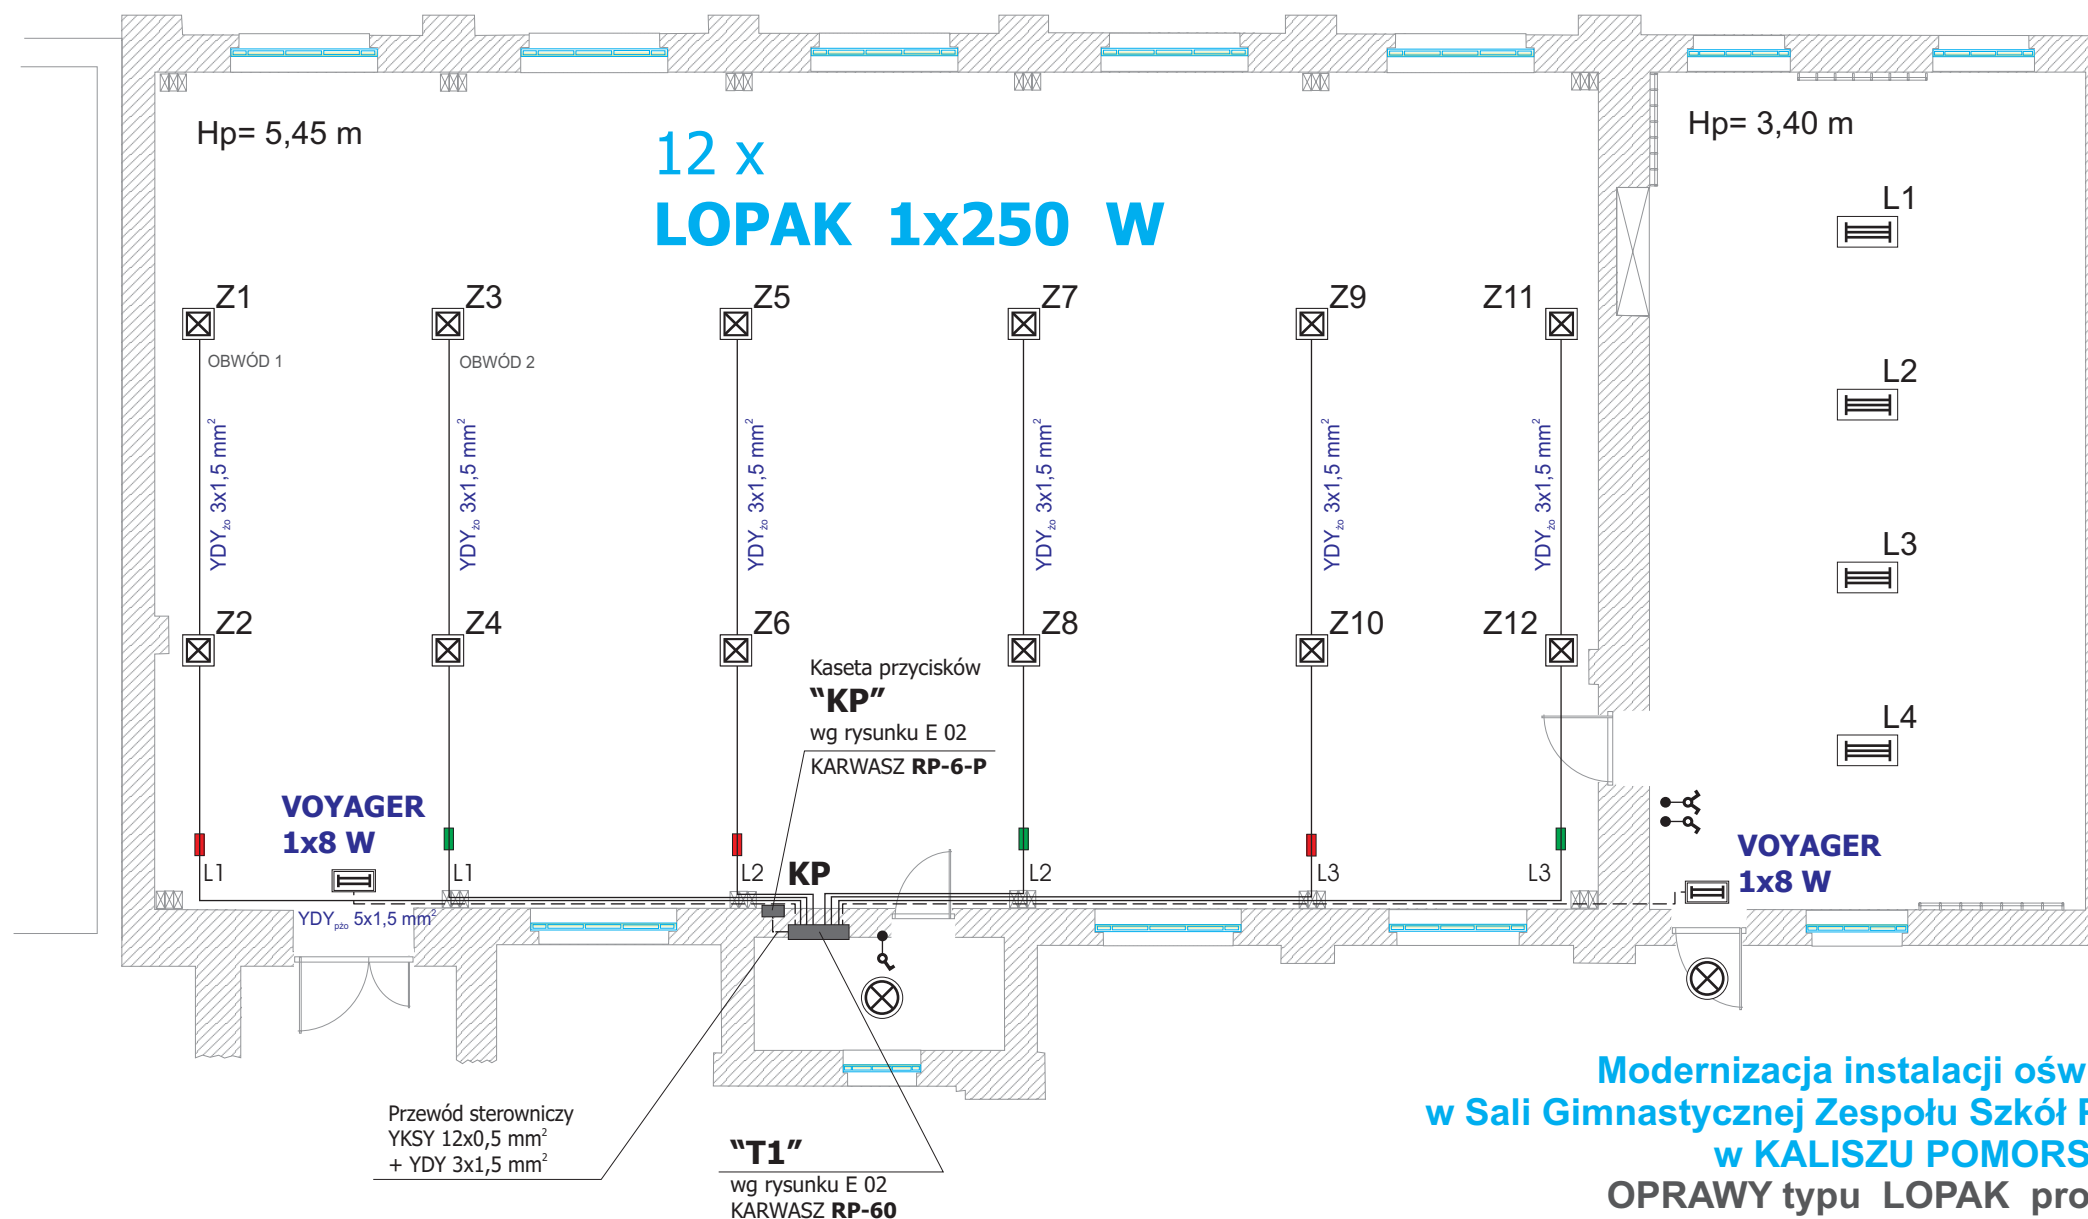 Hp= 5,45 m
12 x
LOPAK 1x250 W
Hp= 3,40 m
L1
L2
L3
L4
Z1
Z3
Z5
Z7
Z9
Z11
OBWÓD 1
OBWÓD 2
YDYżo 3x1,5 mm²
YDYżo 3x1,5 mm²
YDYżo 3x1,5 mm²
YDYżo 3x1,5 mm²
YDYżo 3x1,5 mm²
YDYżo 3x1,5 mm²
Z2
Z4
Z6
Z8
Z10
Z12
Kaseta przycisków
“KP”
wg rysunku E 02
KARWASZ RP-6-P
VOYAGER
1x8 W
VOYAGER
1x8 W
L1
L1
L2
KP
L2
L3
L3
YDYpżo 5x1,5 mm²
Przewód sterowniczy
YKSY 12x0,5 mm²
+ YDY 3x1,5 mm²
“T1”
wg rysunku E 02
KARWASZ RP-60
Modernizacja instalacji ośw
w Sali Gimnastycznej Zespołu Szkół P
w KALISZU POMORS
OPRAWY typu LOPAK pro